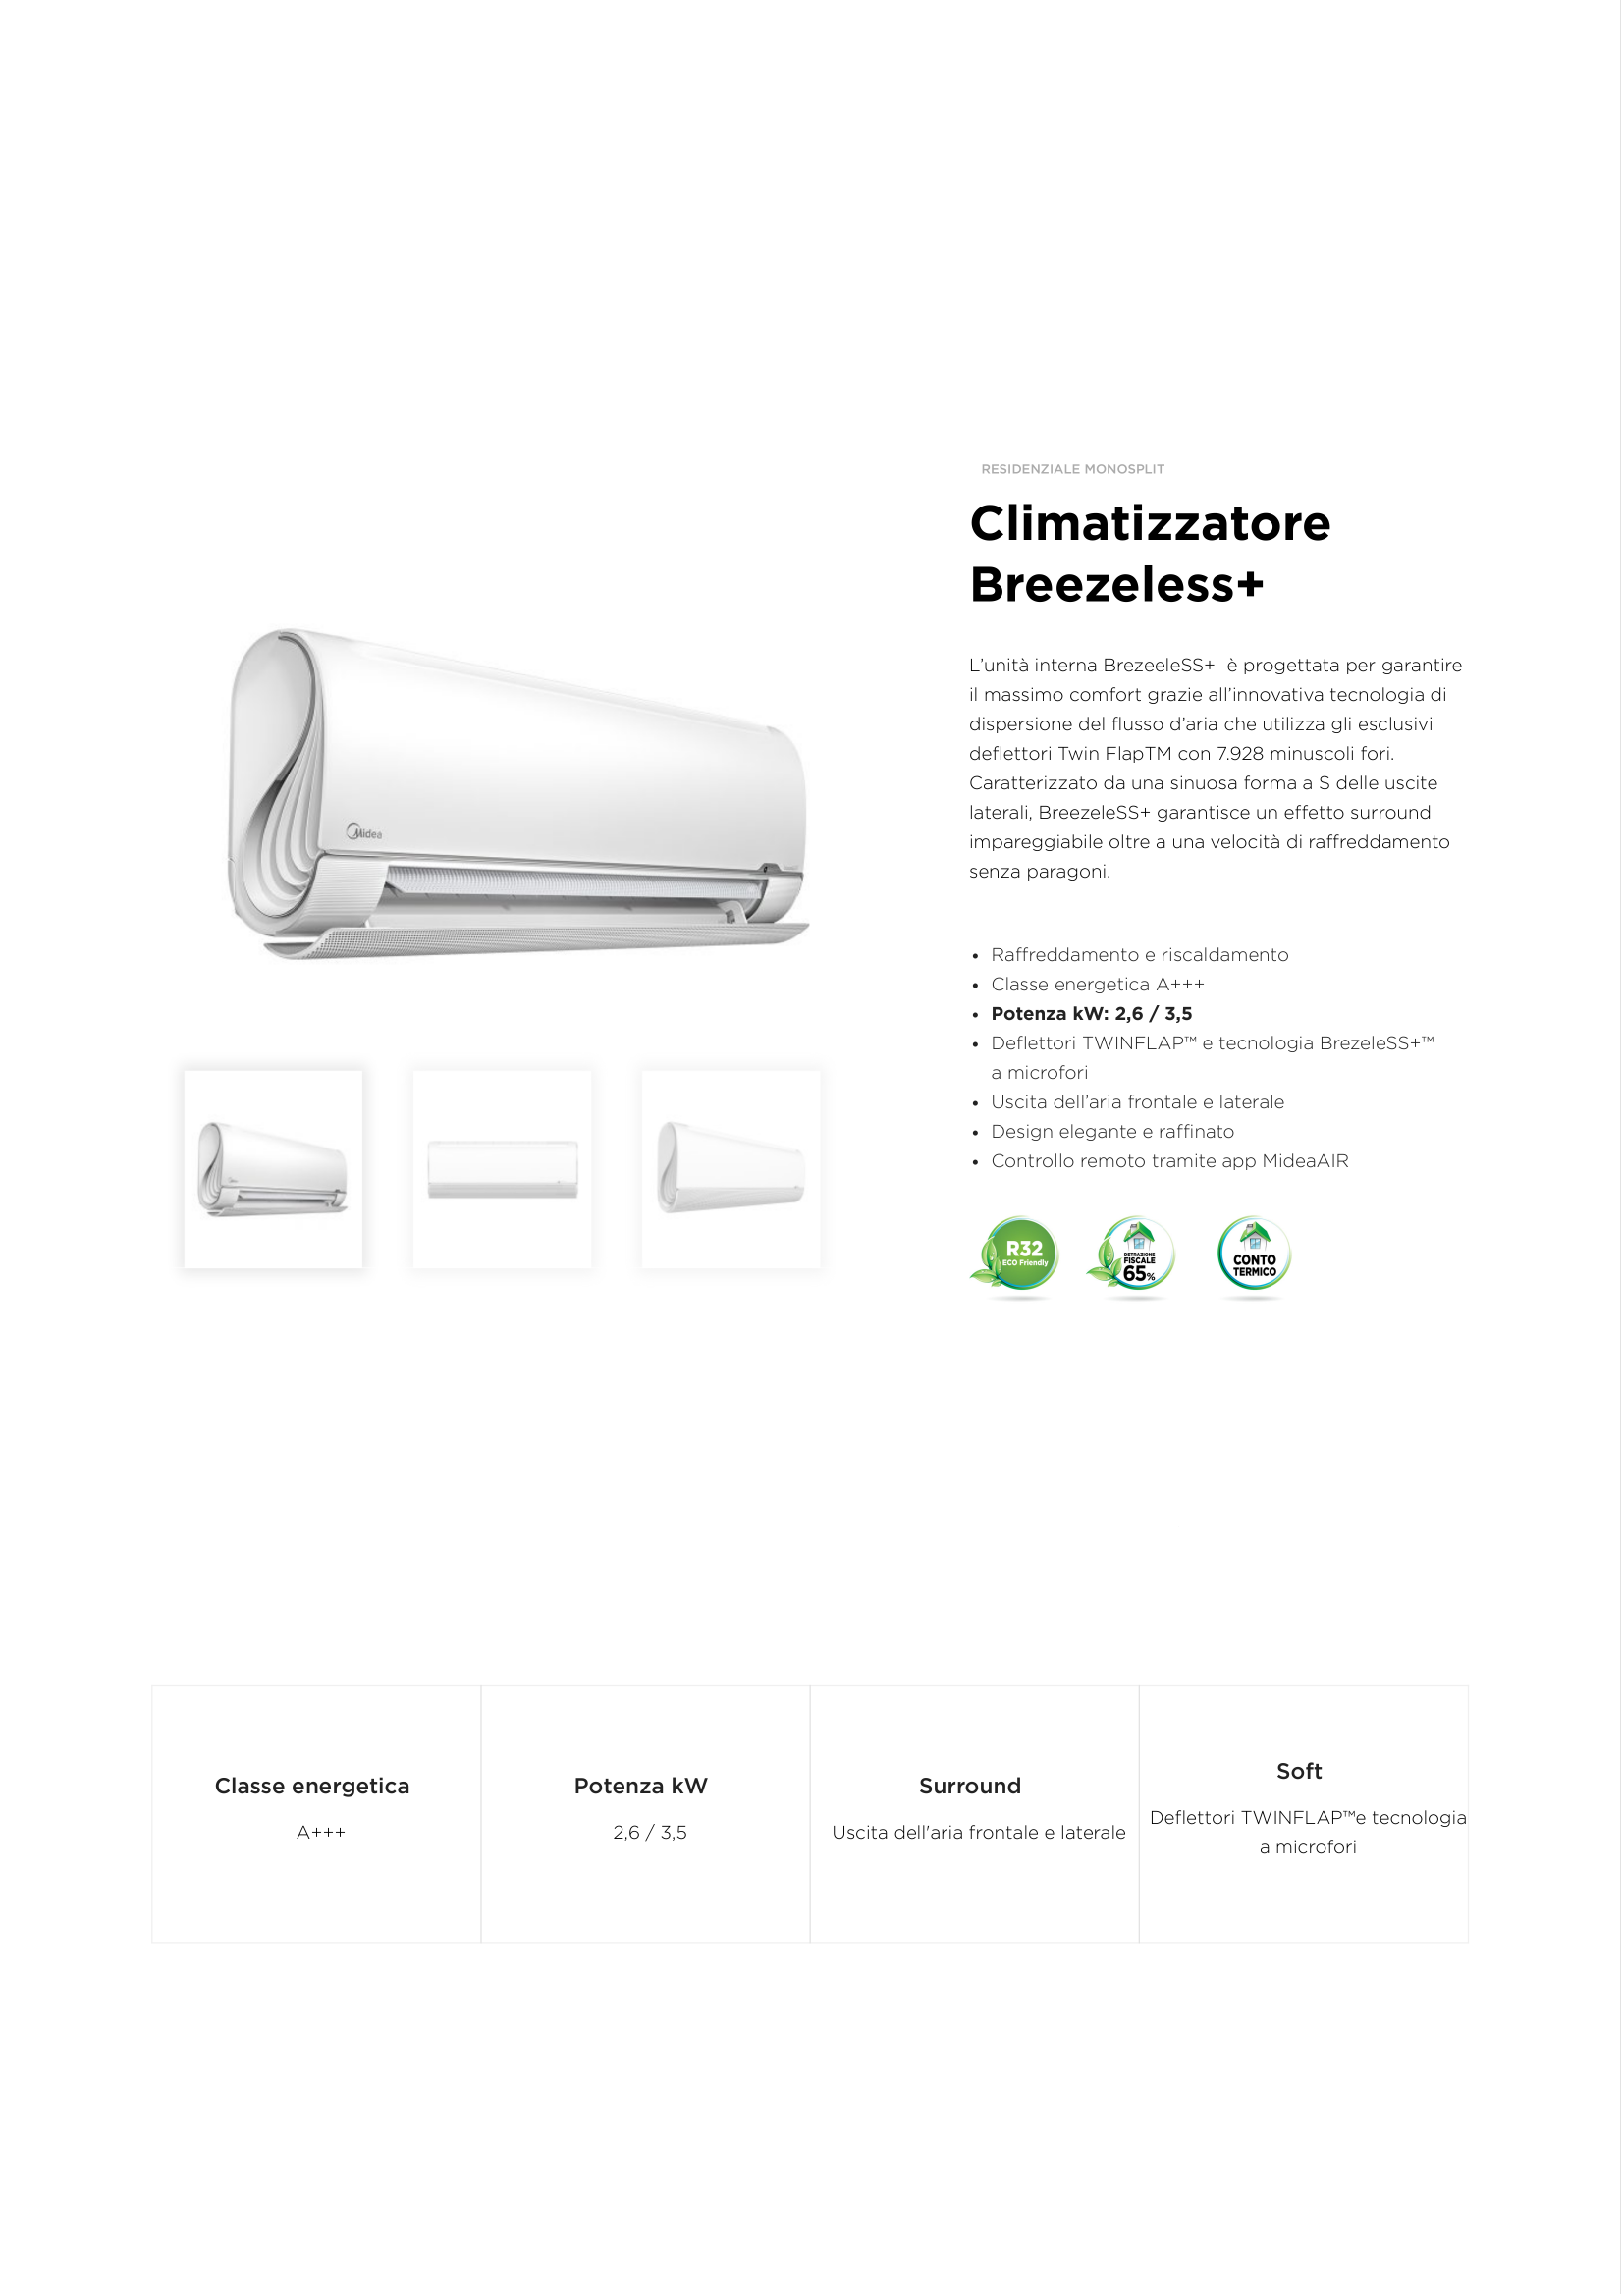 RESIDENZIALE MONOSPLIT
Climatizzatore
Breezeless+
L’unità interna BrezeeleSS+ è progettata per garantire
il massimo comfort grazie all’innovativa tecnologia di
dispersione del flusso d’aria che utilizza gli esclusivi
deflettori Twin FlapTM con 7.928 minuscoli fori.
Caratterizzato da una sinuosa forma a S delle uscite
laterali, BreezeleSS+ garantisce un effetto surround
impareggiabile oltre a una velocità di raffreddamento
senza paragoni.
Midea
• Raffreddamento e riscaldamento
• Classe energetica A+++
• Potenza kW: 2,6 / 3,5
• Deflettori TWINFLAP™ e tecnologia BrezeleSS+™
a microfori
• Uscita dell’aria frontale e laterale
• Design elegante e raffinato
• Controllo remoto tramite app MideaAIR
R32
ECO Friendly
DETRAZIONE
FISCALE
65%
CONTO
TERMICO
Classe energetica
A+++
Potenza kW
2,6 / 3,5
Surround
Uscita dell'aria frontale e laterale
Soft
Deflettori TWINFLAP™e tecnologia
a microfori